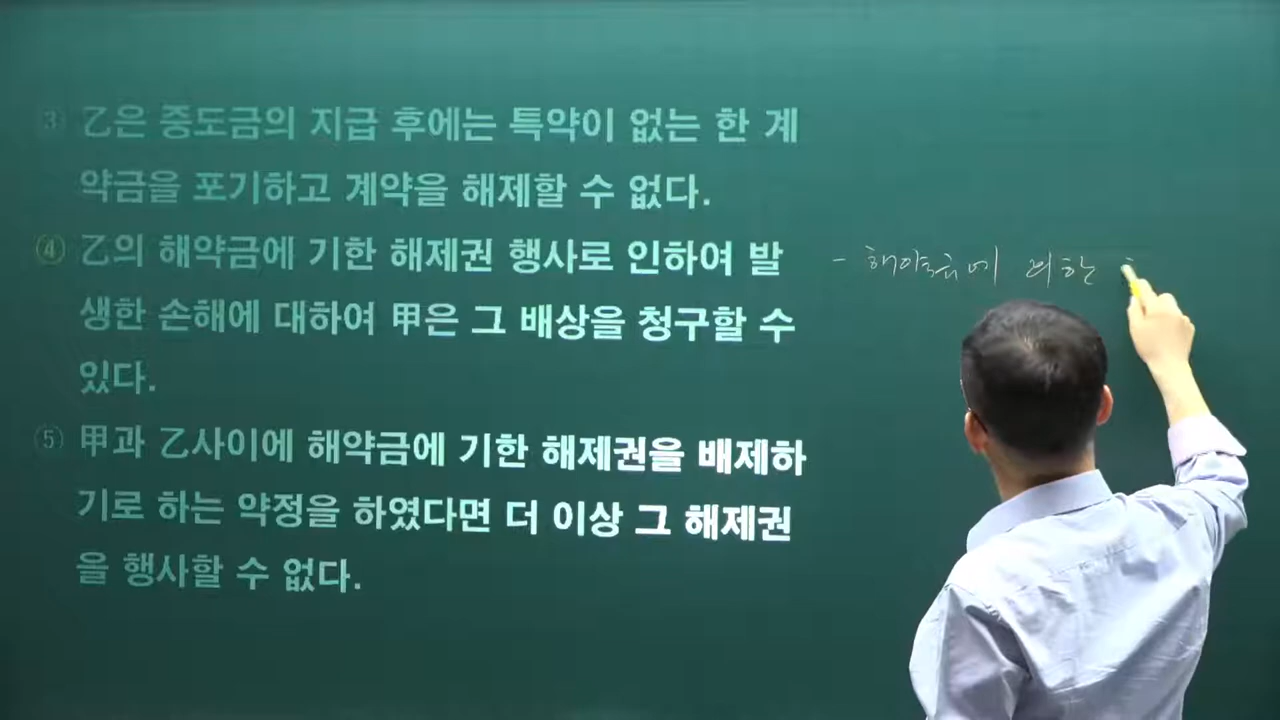 ③ 乙은 중도금의 지급 후에는 특약이 없는 한 계
약금을 포기하고 계약을 해제할 수 없다.
④ 乙의 해약금에 기한 해제권 행사로 인하여 발
생한 손해에 대하여 甲은 그 배상을 청구할 수
있다.
⑤ 甲과 乙사이에 해약금에 기한 해제권을 배제하
기로 하는 약정을 하였다면 더 이상 그 해제권
을 행사할 수 없다.
- 해약금에 의한